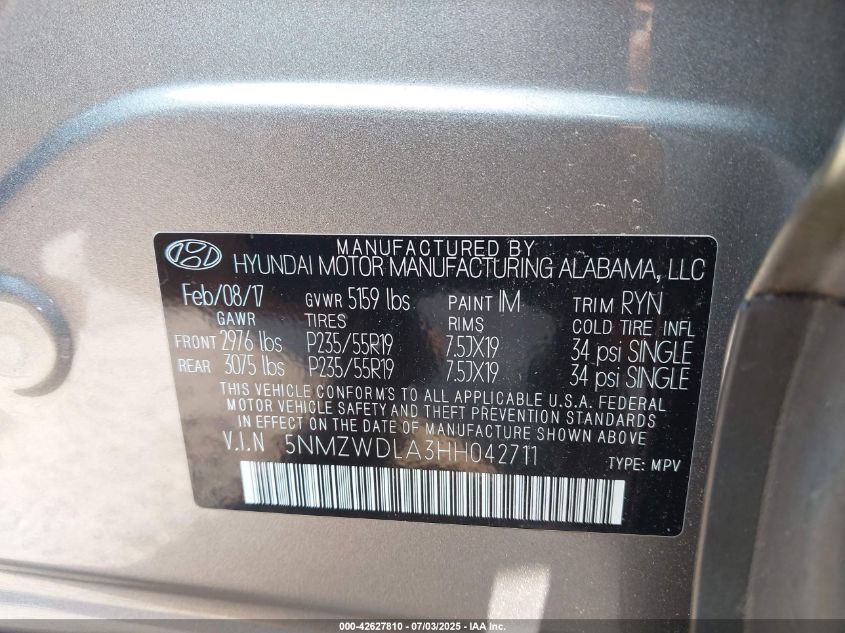 MANUFACTURED BY
HYUNDAI MOTOR MANUFACTURING ALABAMA, LLC
Feb/08/17 GVWR 5159 lbs PAINT IM TRIM RYN
GAWR TIRES RIMS COLD TIRE INFL
FRONT 2976 lbs P235/55R19 7.5JX19 34 psi SINGLE
REAR 3075 lbs P235/55R19 7.5JX19 34 psi SINGLE
THIS VEHICLE CONFORMS TO ALL APPLICABLE U.S.A. FEDERAL
MOTOR VEHICLE SAFETY AND THEFT PREVENTION STANDARDS
IN EFFECT ON THE DATE OF MANUFACTURE SHOWN ABOVE
V.I.N 5NMZWDLA3HH042711
TYPE: MPV
000-42627810 - 07/03/2025 - IAA Inc.